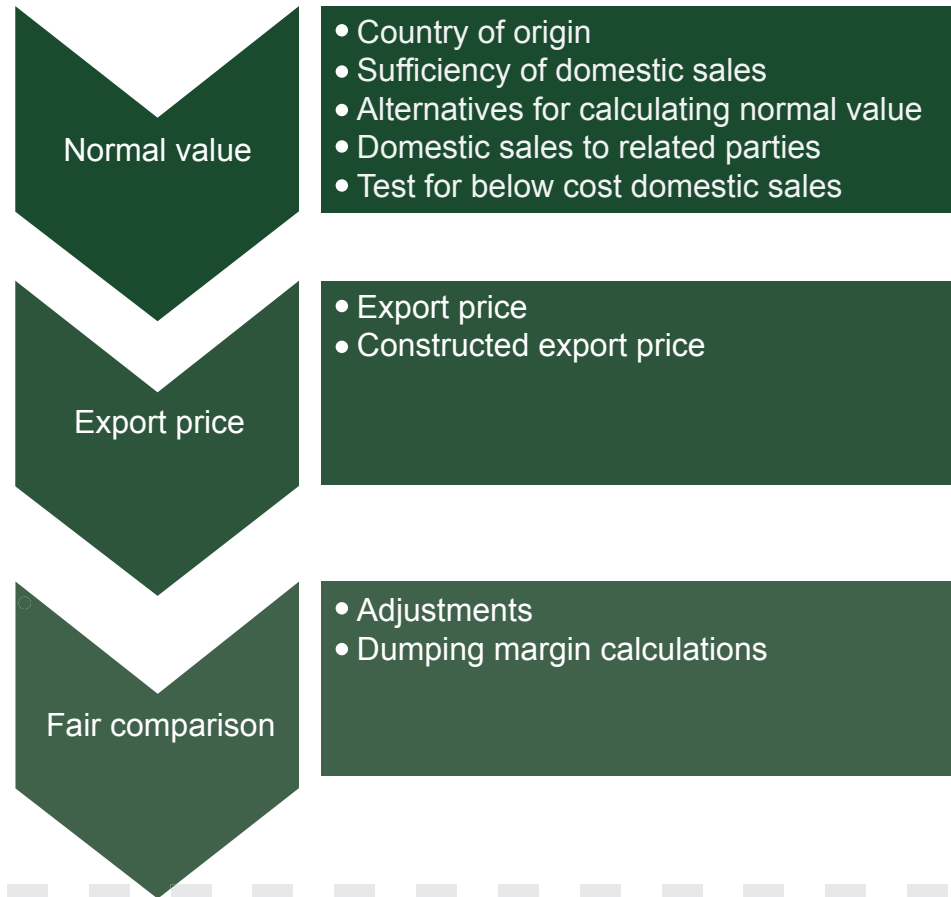 Normal value
• Country of origin
• Sufficiency of domestic sales
• Alternatives for calculating normal value
• Domestic sales to related parties
• Test for below cost domestic sales
Export price
• Export price
• Constructed export price
Fair comparison
• Adjustments
• Dumping margin calculations